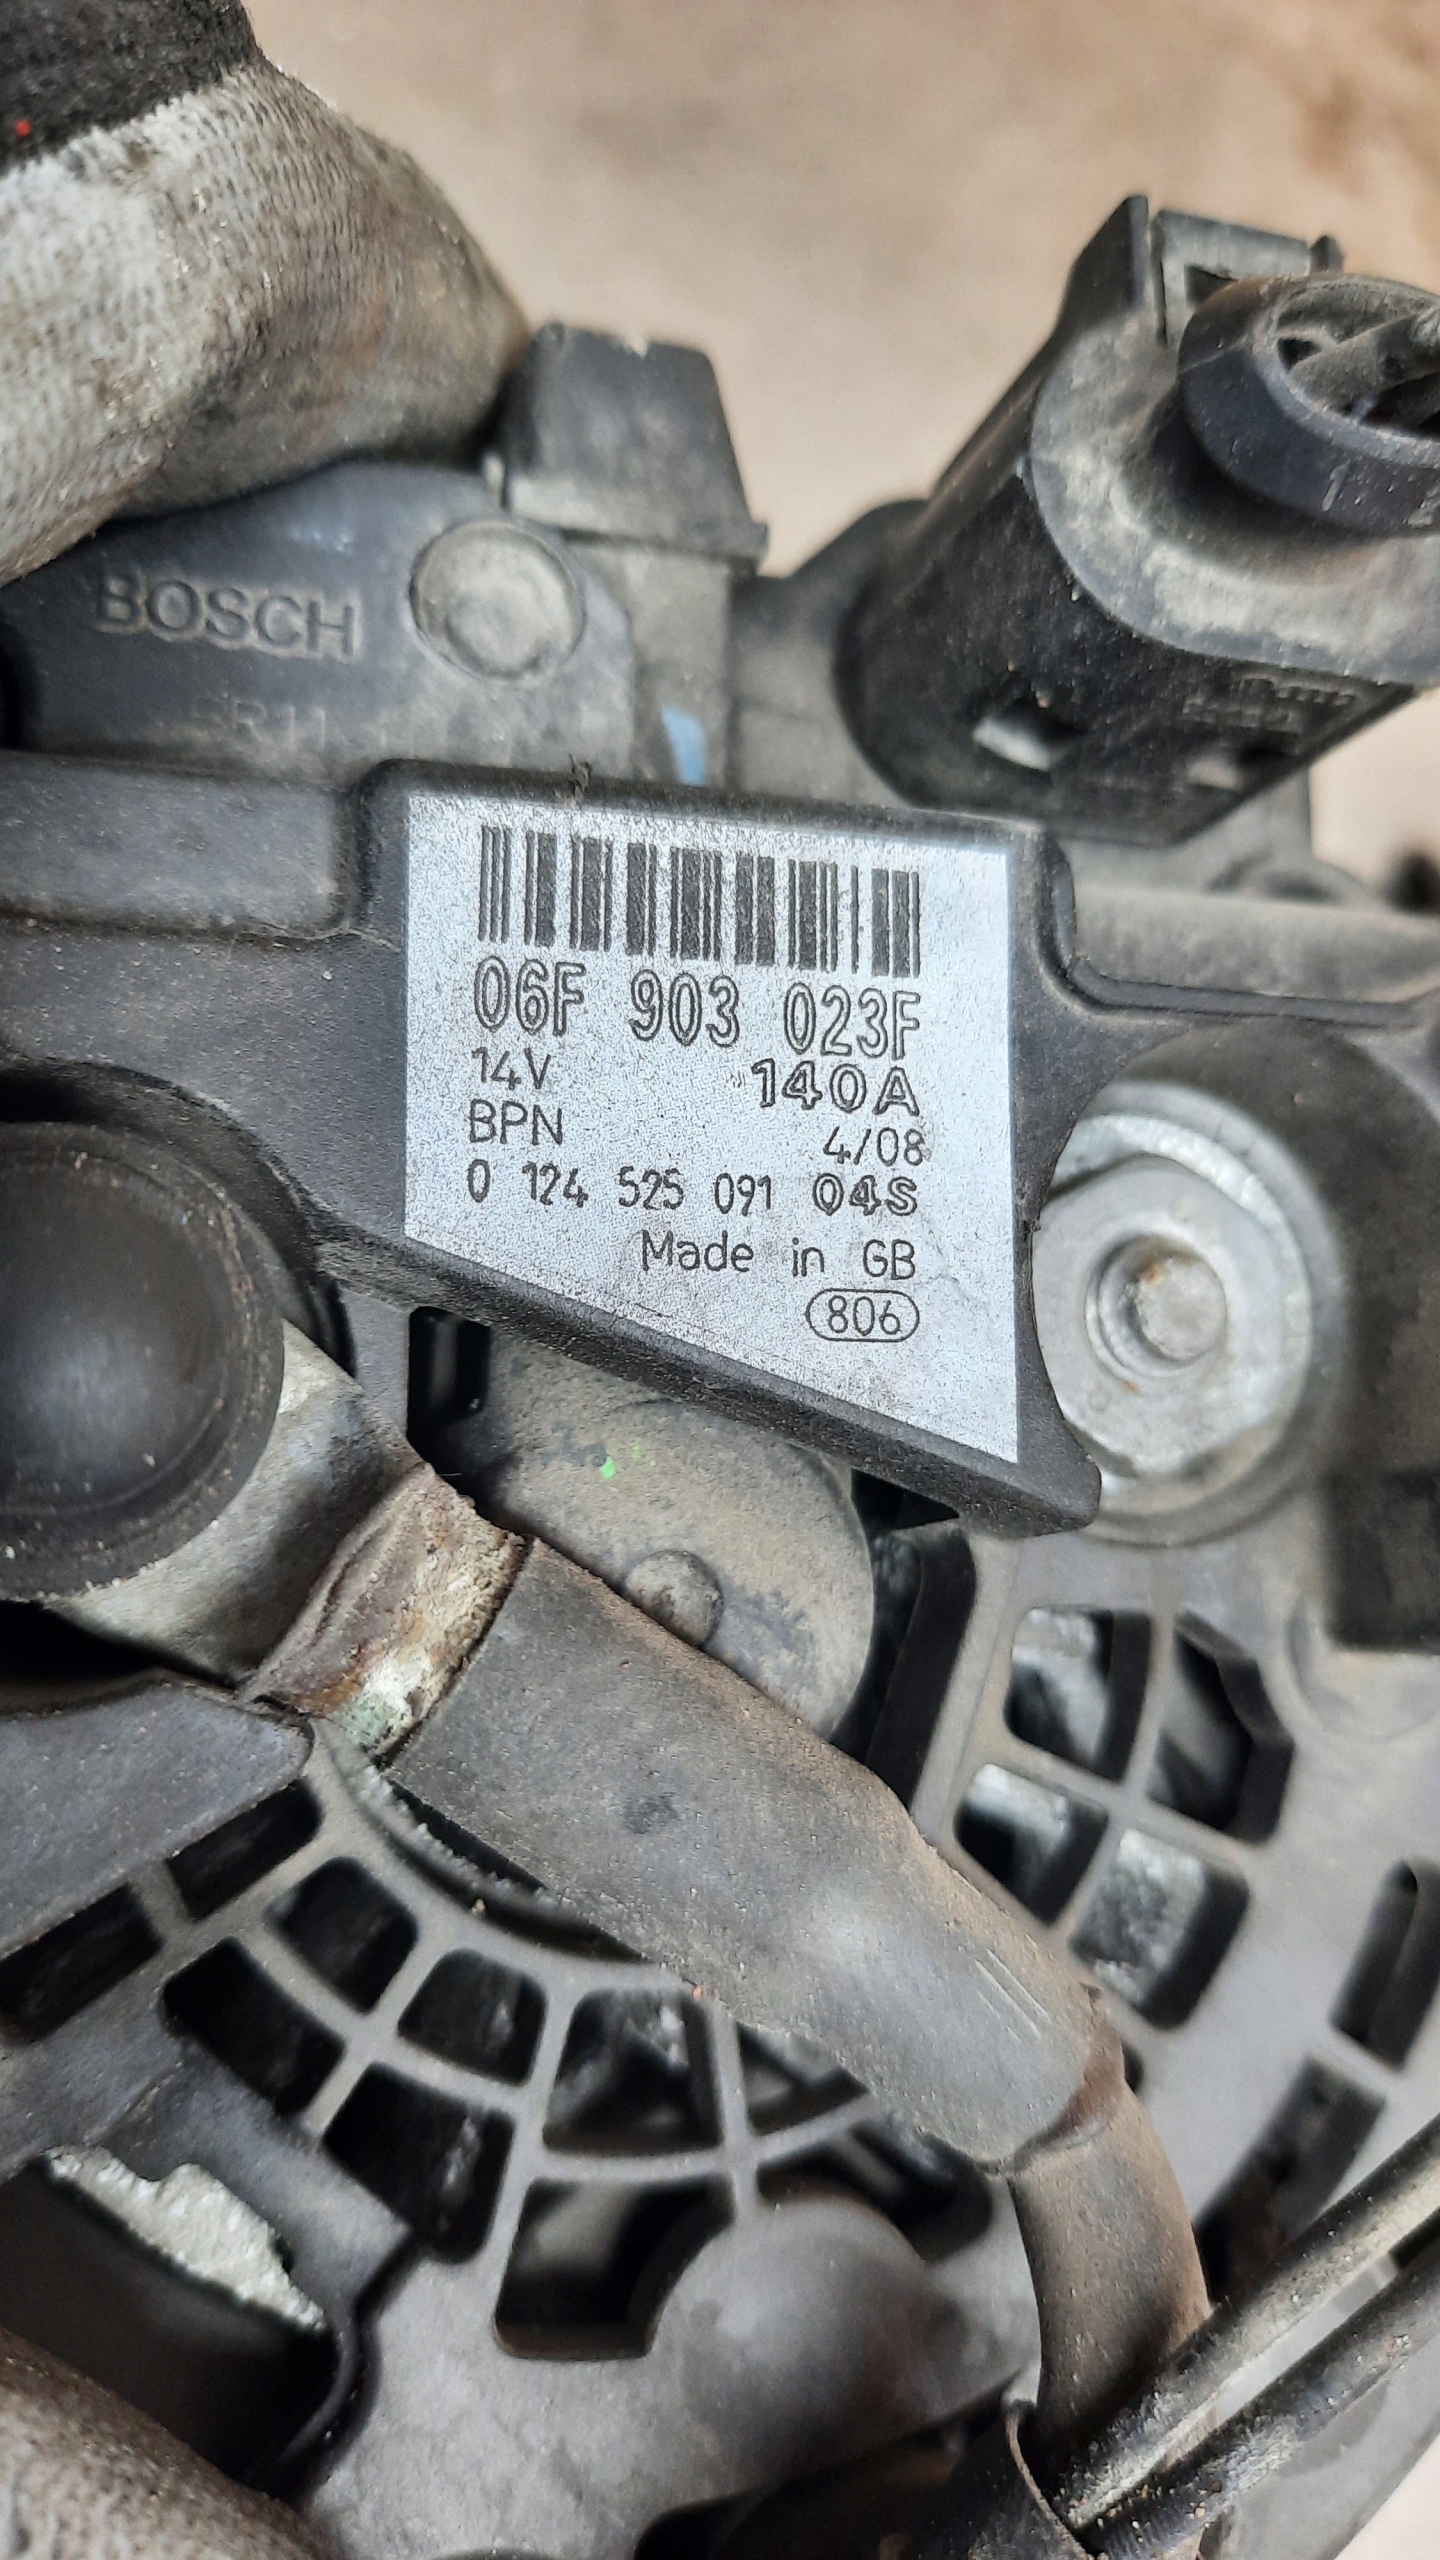 BOSCH
06F 903 023F
14V 140A
BPN 4/08
0 124 525 091 04S
Made in GB
806